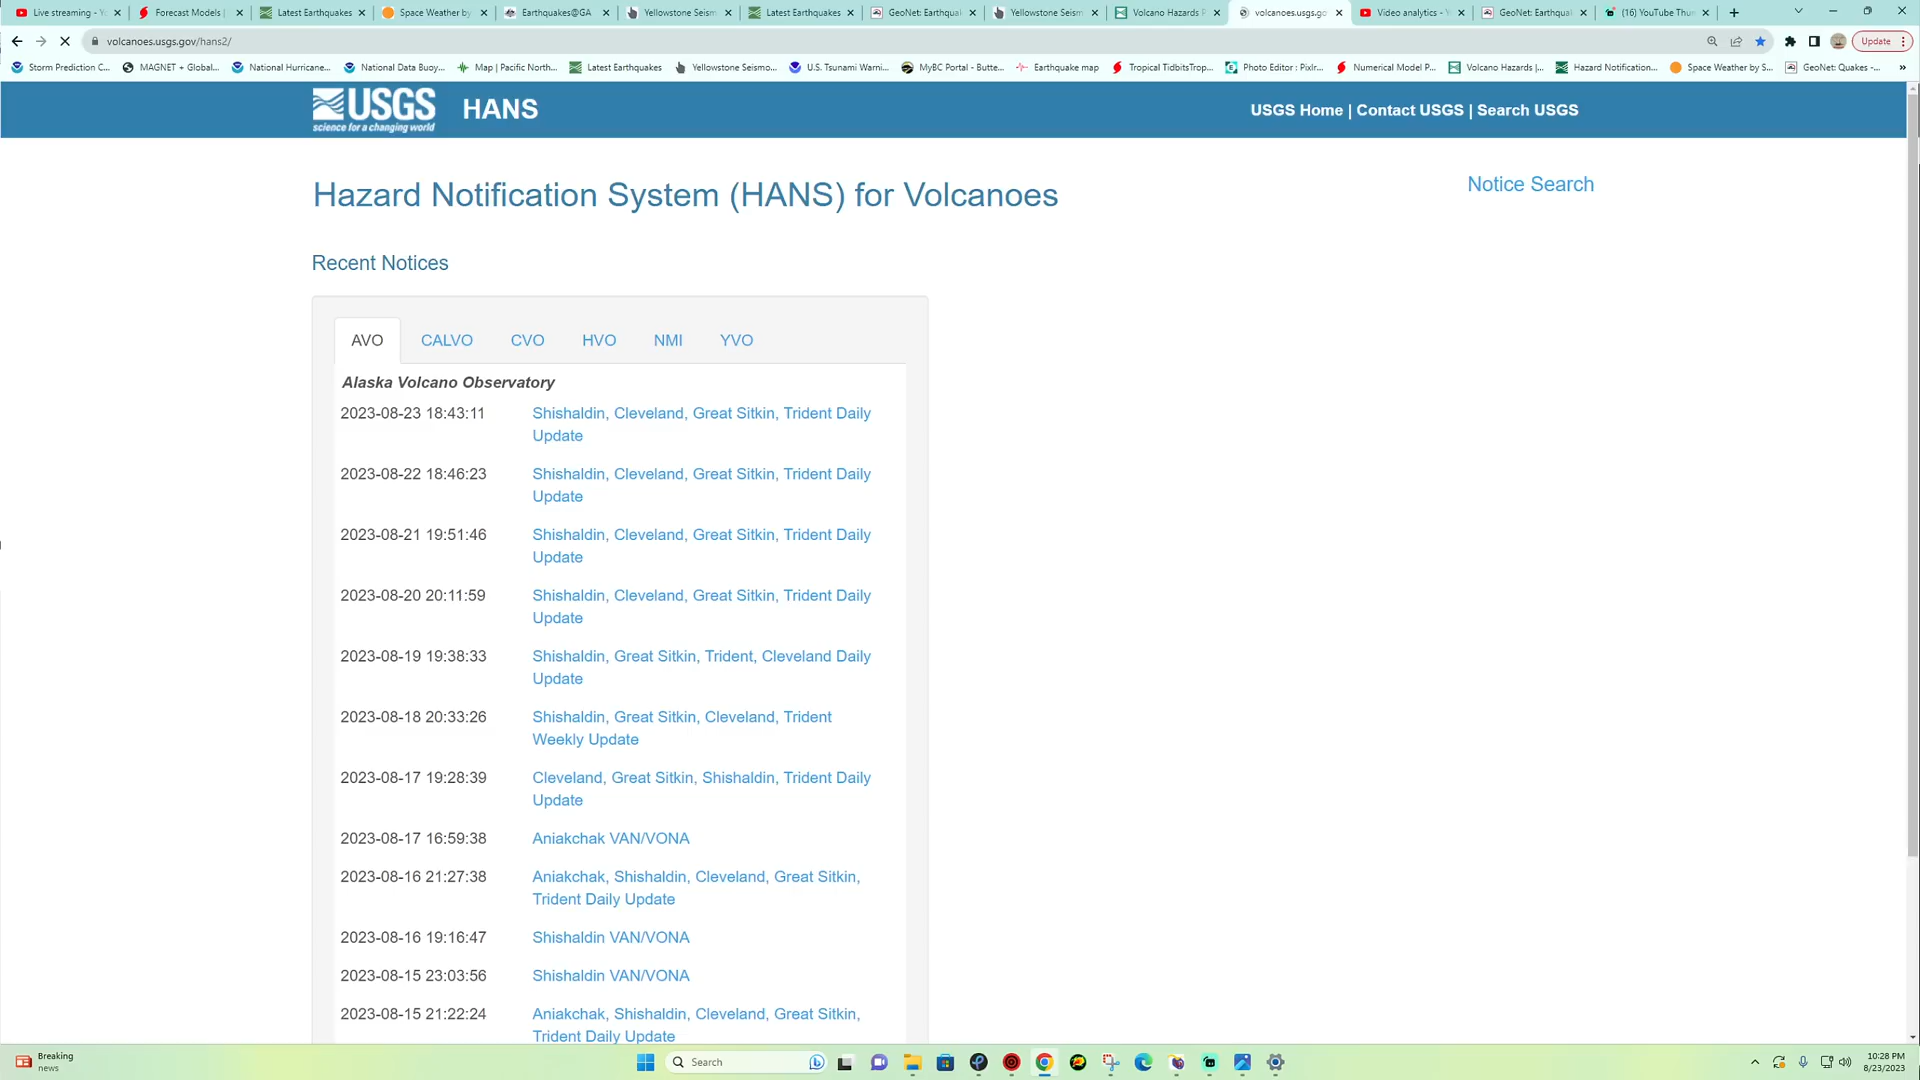 Live streaming - Yo
Forecast Models |
Latest Earthquakes
Space Weather by
Earthquakes@GA
Yellowstone Seism
Latest Earthquakes
GeoNet: Earthqual
Yellowstone Seism
Volcano Hazards P
volcanoes.usgs.go
Video analytics - Y
GeoNet: Earthqual
(16) YouTube Thu
volcanoes.usgs.gov/hans2/
Update
Storm Prediction C...
MAGNET + Global...
National Hurricane...
National Data Buoy...
Map | Pacific North...
Latest Earthquakes
Yellowstone Seismo...
U.S. Tsunami Warni...
MyBC Portal - Butte...
Earthquake map
Tropical TidbitsTrop...
Photo Editor : Pixlr...
Numerical Model P...
Volcano Hazards |...
Hazard Notification...
Space Weather by S...
GeoNet: Quakes -...
USGS
science for a changing world
HANS
USGS Home | Contact USGS | Search USGS
Hazard Notification System (HANS) for Volcanoes
Notice Search
Recent Notices
AVO CALVO CVO HVO NMI YVO
Alaska Volcano Observatory
2023-08-23 18:43:11 Shishaldin, Cleveland, Great Sitkin, Trident Daily
Update
2023-08-22 18:46:23 Shishaldin, Cleveland, Great Sitkin, Trident Daily
Update
2023-08-21 19:51:46 Shishaldin, Cleveland, Great Sitkin, Trident Daily
Update
2023-08-20 20:11:59 Shishaldin, Cleveland, Great Sitkin, Trident Daily
Update
2023-08-19 19:38:33 Shishaldin, Great Sitkin, Trident, Cleveland Daily
Update
2023-08-18 20:33:26 Shishaldin, Great Sitkin, Cleveland, Trident
Weekly Update
2023-08-17 19:28:39 Cleveland, Great Sitkin, Shishaldin, Trident Daily
Update
2023-08-17 16:59:38 Aniakchak VAN/VONA
2023-08-16 21:27:38 Aniakchak, Shishaldin, Cleveland, Great Sitkin,
Trident Daily Update
2023-08-16 19:16:47 Shishaldin VAN/VONA
2023-08-15 23:03:56 Shishaldin VAN/VONA
2023-08-15 21:22:24 Aniakchak, Shishaldin, Cleveland, Great Sitkin,
Trident Daily Update
Breaking
news
Search
10:28 PM
8/23/2023